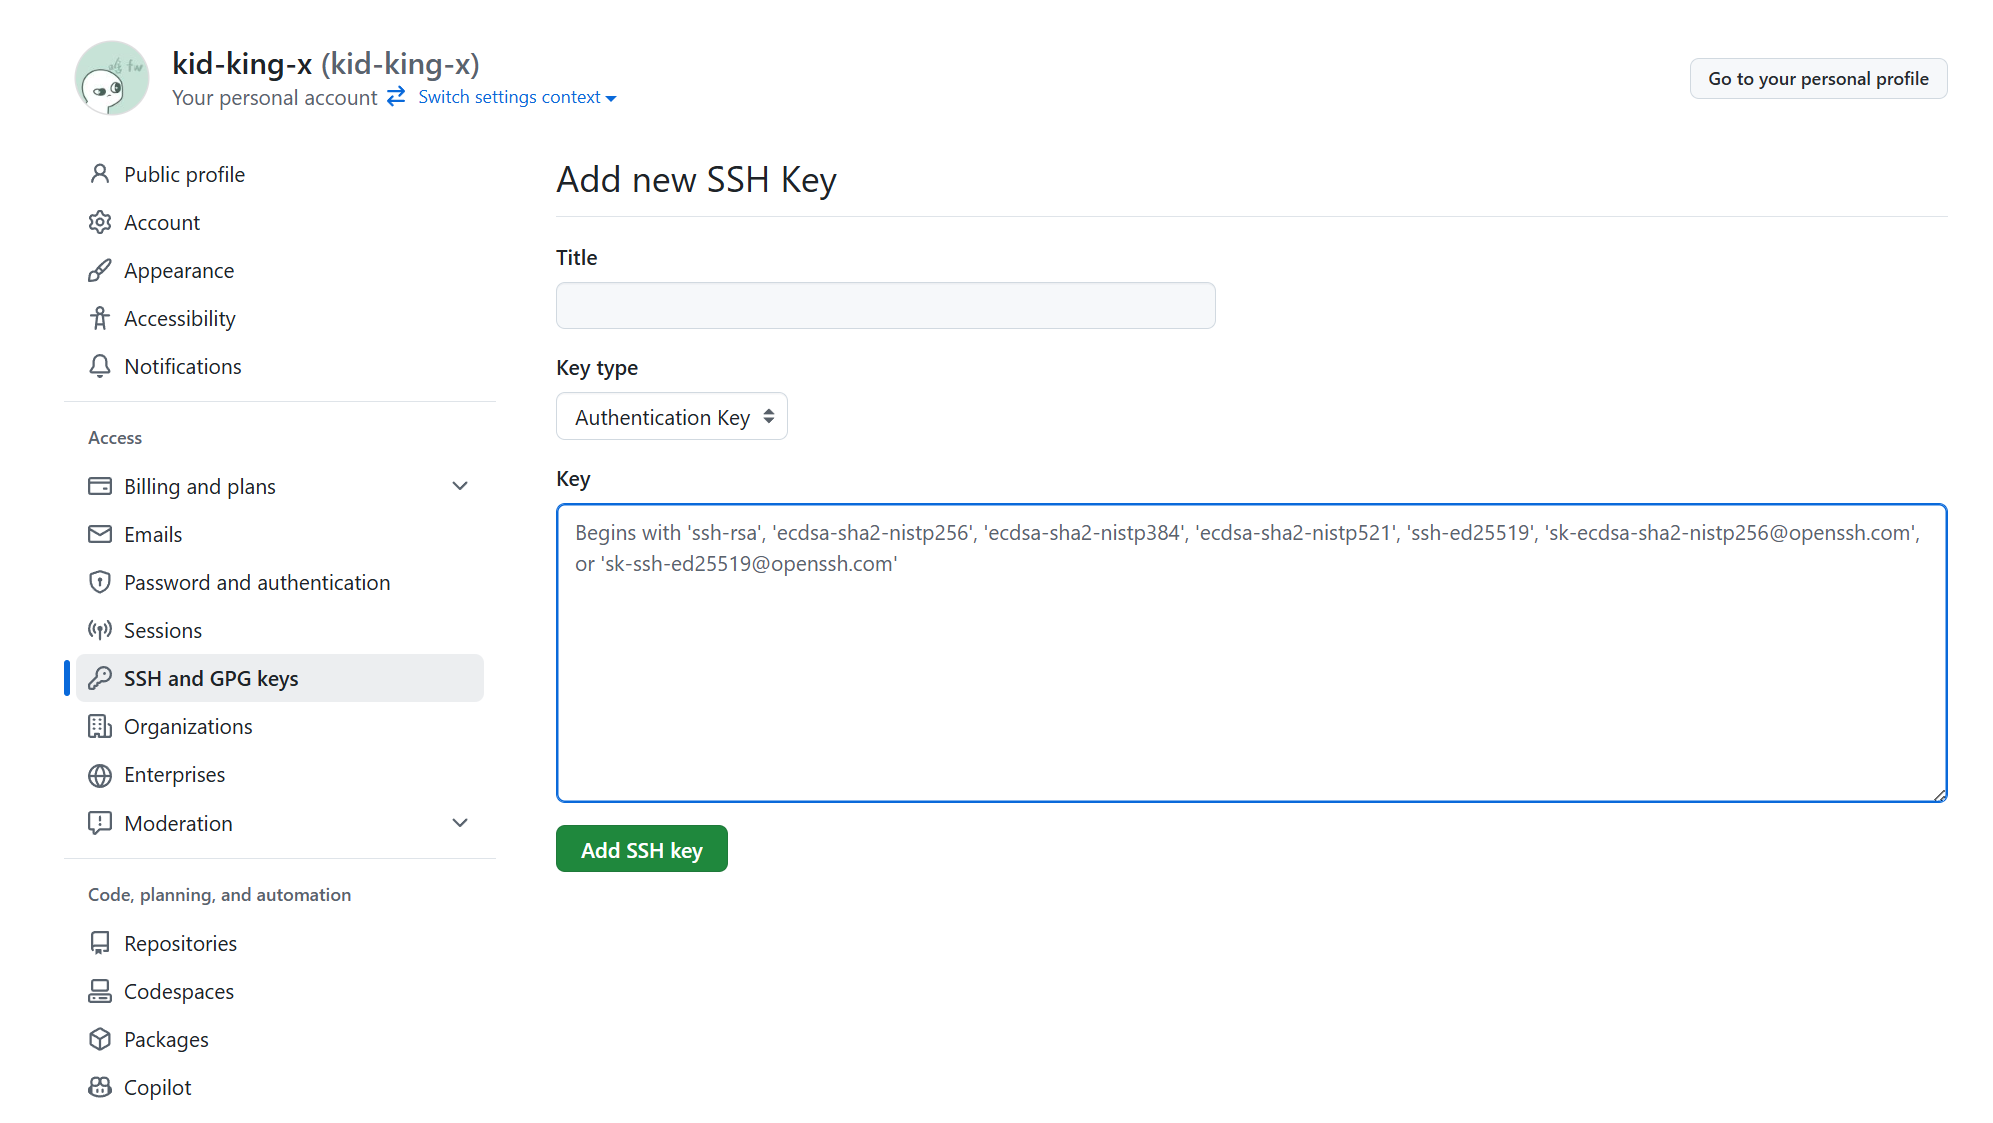 kid-king-x (kid-king-x)
Your personal account Switch settings context
Go to your personal profile
Public profile
Account
Appearance
Accessibility
Notifications
Access
Billing and plans
Emails
Password and authentication
Sessions
SSH and GPG keys
Organizations
Enterprises
Moderation
Code, planning, and automation
Repositories
Codespaces
Packages
Copilot
Add new SSH Key
Title
Key type
Authentication Key
Key
Begins with 'ssh-rsa', 'ecdsa-sha2-nistp256', 'ecdsa-sha2-nistp384', 'ecdsa-sha2-nistp521', 'ssh-ed25519', 'sk-ecdsa-sha2-nistp256@openssh.com',
or 'sk-ssh-ed25519@openssh.com'
Add SSH key